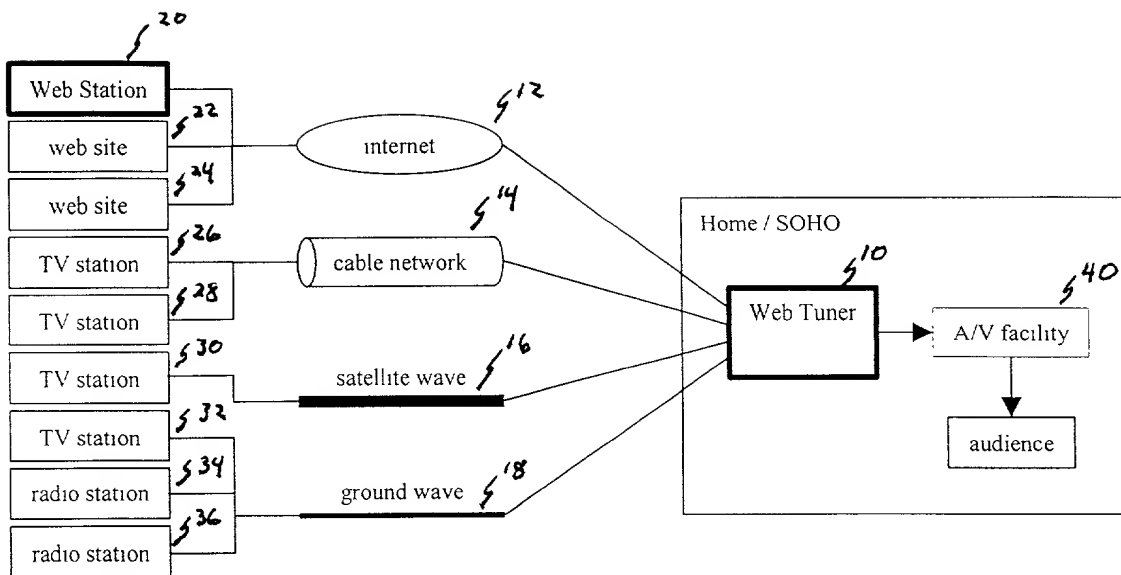 20
Web Station
22
web site
24
web site
26
TV station
28
TV station
30
TV station
32
TV station
34
radio station
36
radio station
12
internet
14
cable network
satellite wave 16
ground wave 18
Home / SOHO
10
Web Tuner
40
A/V facility
audience